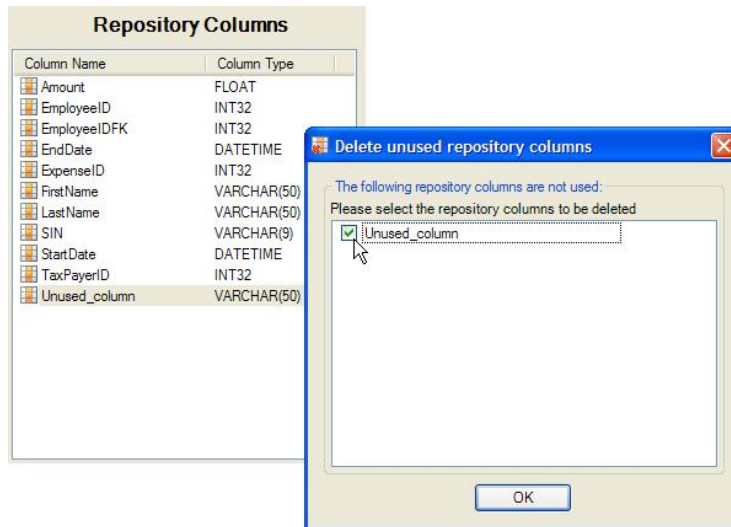 Repository Columns
Column Name Column Type
Amount FLOAT
EmployeeID INT32
EmployeeIDFK INT32
EndDate DATETIME
ExpenseID INT32
FirstName VARCHAR(50)
LastName VARCHAR(50)
SIN VARCHAR(9)
StartDate DATETIME
TaxPayerID INT32
Unused_column VARCHAR(50)
Delete unused repository columns
The following repository columns are not used:
Please select the repository columns to be deleted
Unused_column
OK